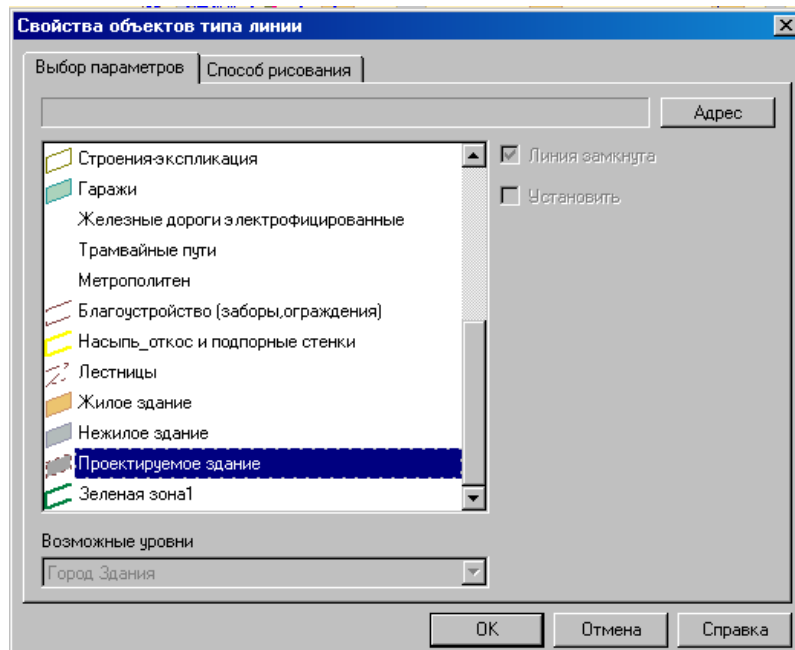 Свойства объектов типа линии
Выбор параметров
Способ рисования
Адрес
Строения-экспликация
Гаражи
Железные дороги электрофицированные
Трамвайные пути
Метрополитен
Благоустройство (заборы,ограждения)
Насыпь_откос и подпорные стенки
Лестницы
Жилое здание
Нежилое здание
Проектируемое здание
Зеленая зона1
Линия замкнута
Установить
Возможные уровни
Город Здания
OK
Отмена
Справка